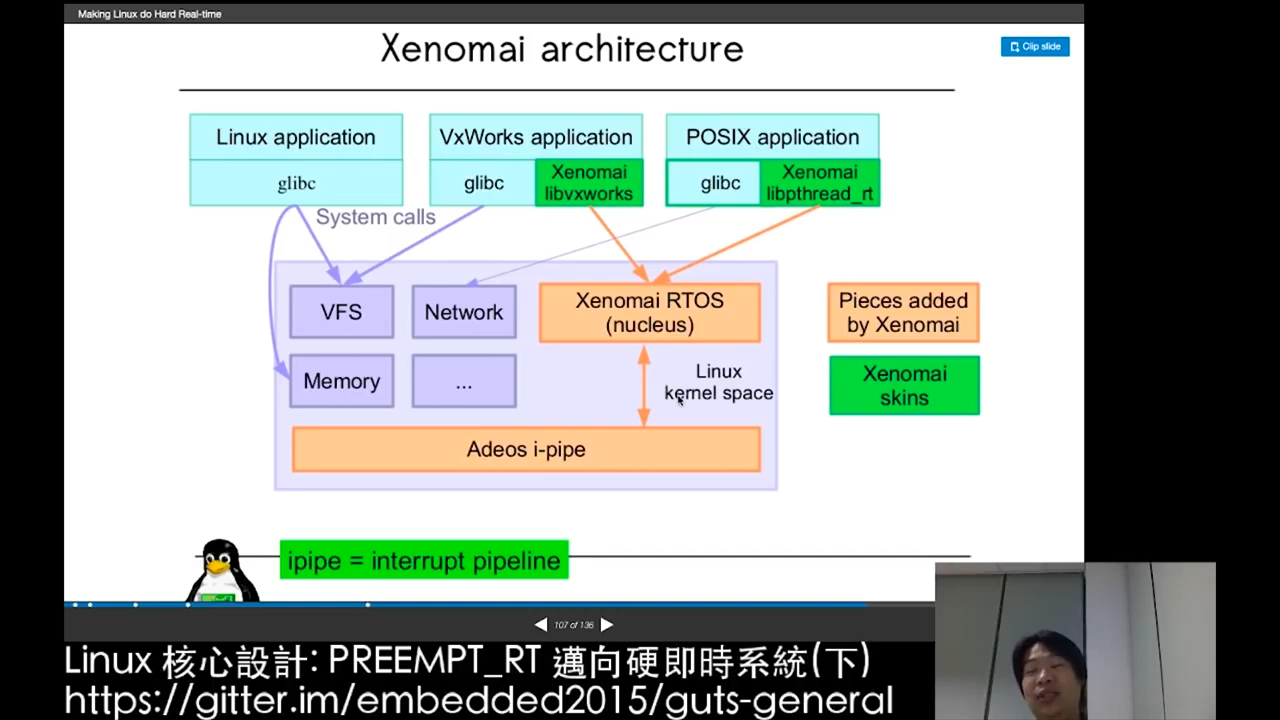 Making Linux do Hard Real-time
Xenomai architecture
Clip slide
Linux application
glibc
VxWorks application
glibc
Xenomai
libvxworks
POSIX application
glibc
Xenomai
libpthread_rt
System calls
VFS
Network
Xenomai RTOS
(nucleus)
Pieces added
by Xenomai
Memory
...
Linux
kernel space
Xenomai
skins
Adeos i-pipe
ipipe = interrupt pipeline
107 of 136
Linux 核心設計: PREEMPT_RT 邁向硬即時系統(下)
https://gitter.im/embedded2015/guts-general